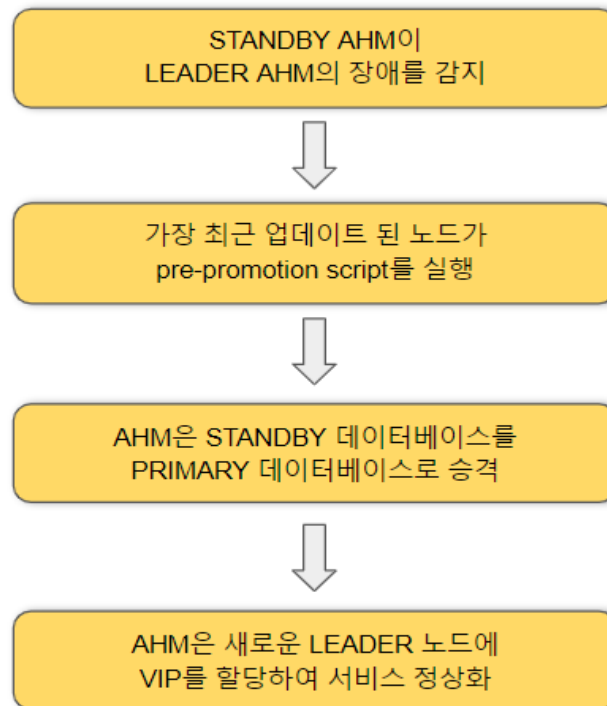 STANDBY AHM이
LEADER AHM의 장애를 감지
가장 최근 업데이트 된 노드가
pre-promotion script를 실행
AHM은 STANDBY 데이터베이스를
PRIMARY 데이터베이스로 승격
AHM은 새로운 LEADER 노드에
VIP를 할당하여 서비스 정상화